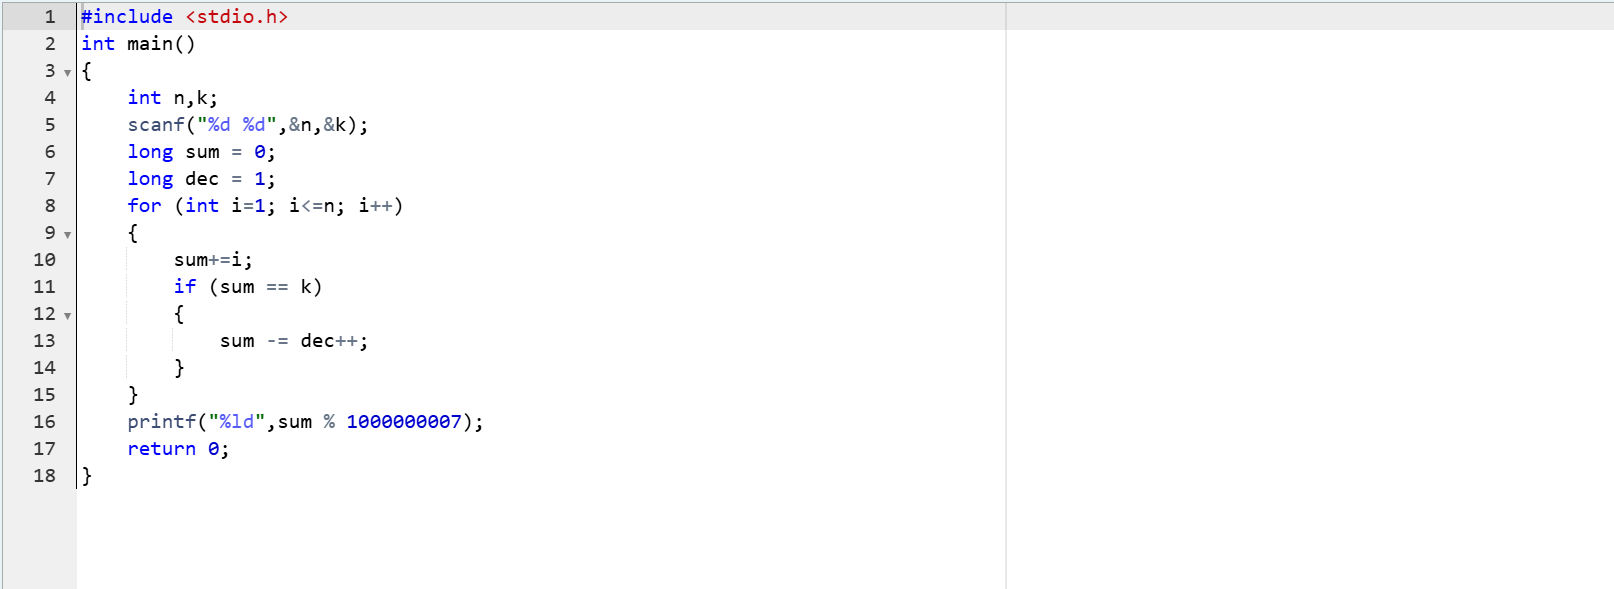 1 #include <stdio.h>
2 int main()
3 {
4     int n,k;
5     scanf("%d %d",&n,&k);
6     long sum = 0;
7     long dec = 1;
8     for (int i=1; i<=n; i++)
9     {
10         sum+=i;
11         if (sum == k)
12         {
13             sum -= dec++;
14         }
15     }
16     printf("%ld",sum % 1000000007);
17     return 0;
18 }